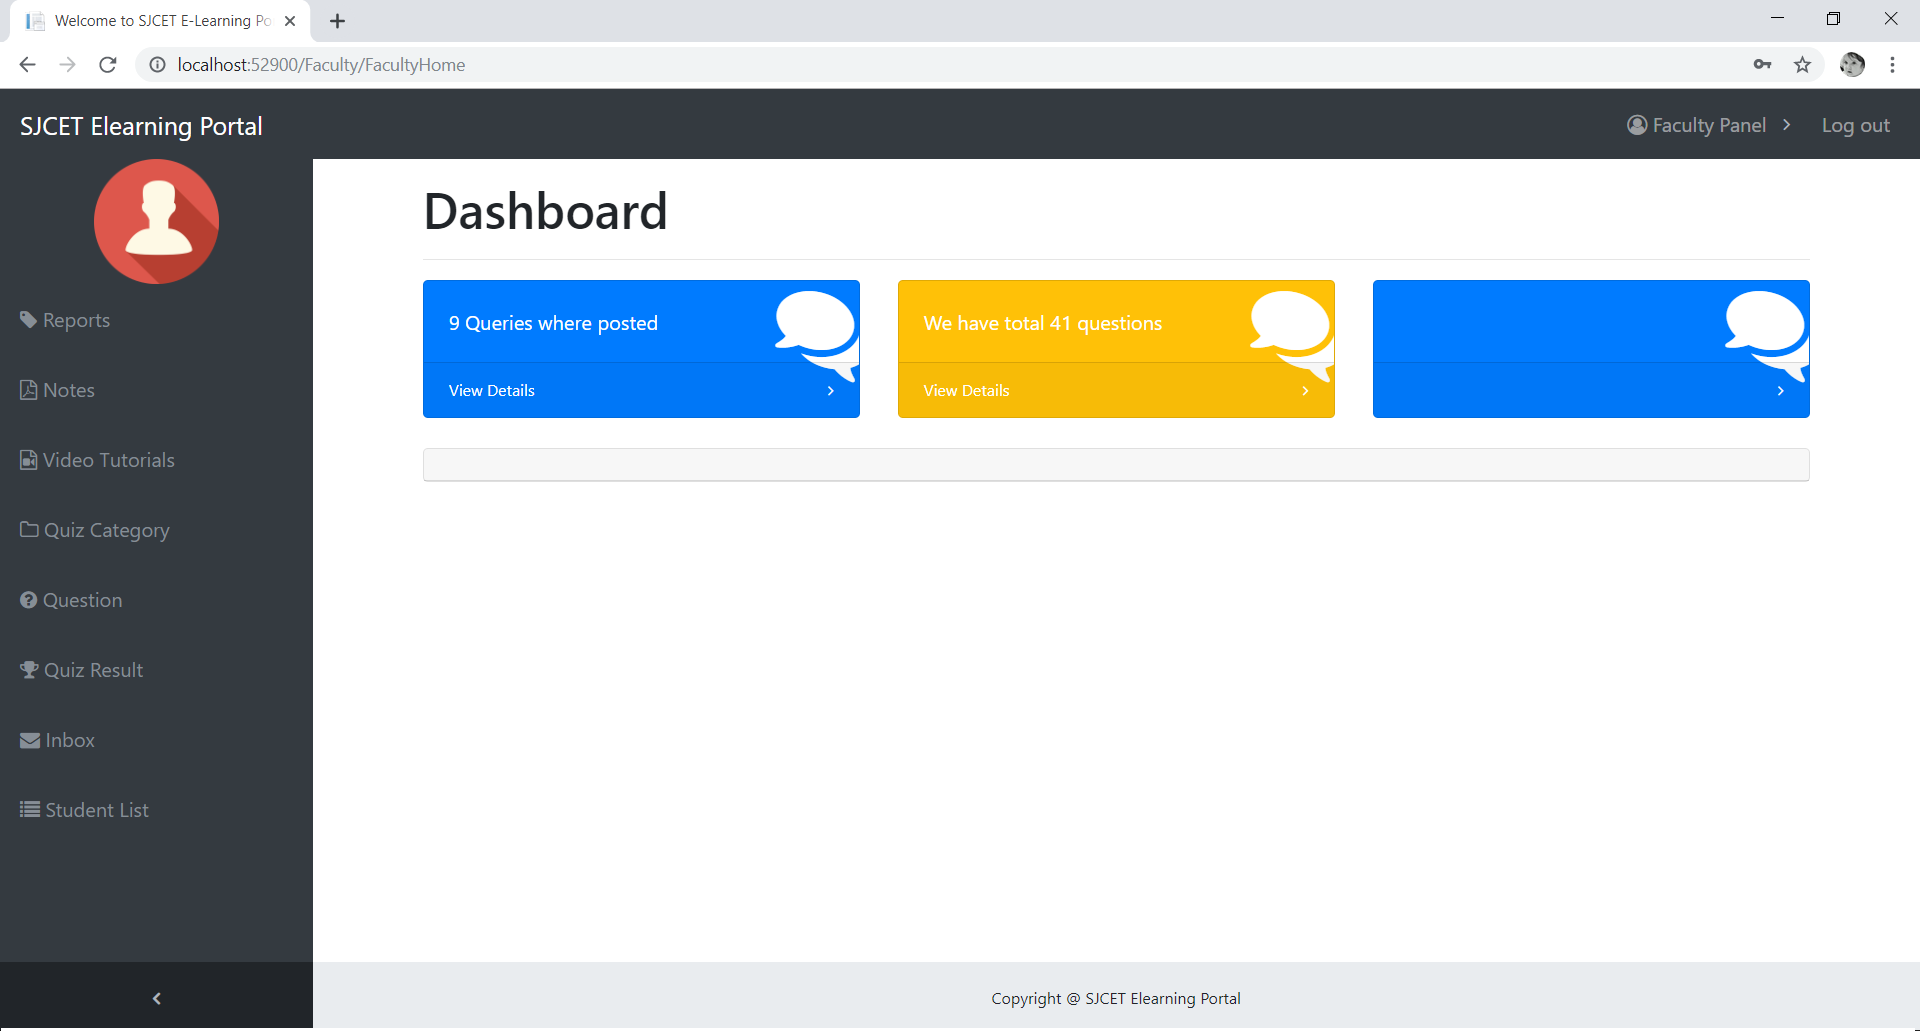 Welcome to SJCET E-Learning Po
localhost:52900/Faculty/FacultyHome
SJCET Elearning Portal
Faculty Panel
Log out
Dashboard
9 Queries where posted
View Details
We have total 41 questions
View Details
Reports
Notes
Video Tutorials
Quiz Category
Question
Quiz Result
Inbox
Student List
Copyright @ SJCET Elearning Portal